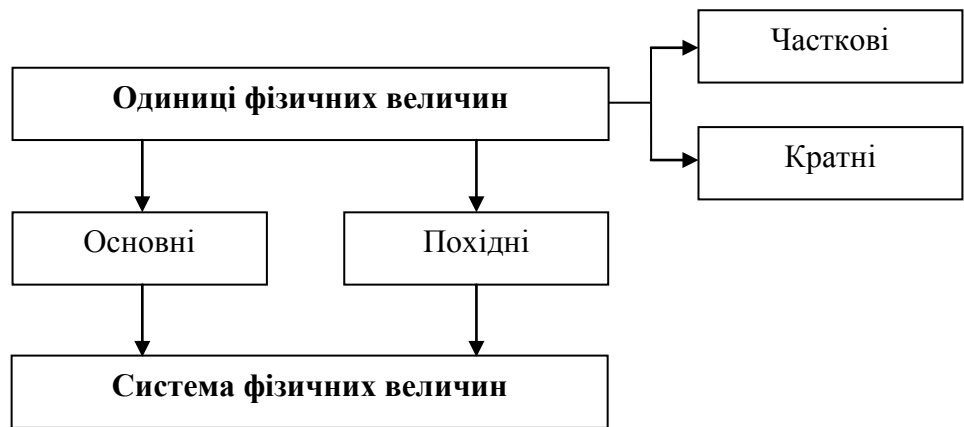 Часткові
Одиниці фізичних величин
Кратні
Основні
Похідні
Система фізичних величин